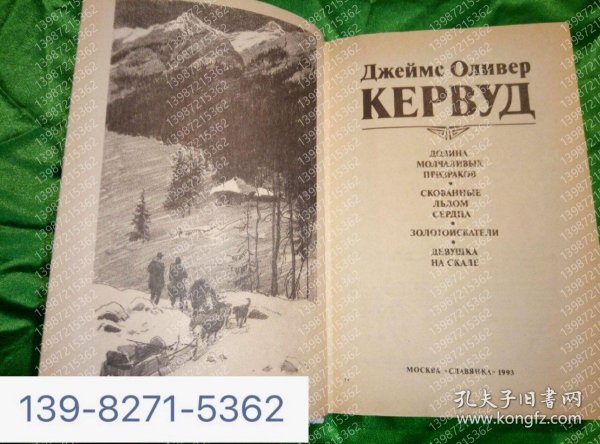 Джеймс Оливер
КЕРВУД
ДОЛИНА
МОЛЧАЛИВЫХ
ПРИЗРАКОВ
•
СКОВАННЫЕ
ЛЬДОМ
СЕРДЦА
•
ЗОЛОТОИСКАТЕЛИ
•
ДЕВУШКА
НА СКАЛЕ
МОСКВА «СЛАВЯНКА» 1993
139-8271-5362
孔夫子旧书网
www.kongfz.com
13987215362